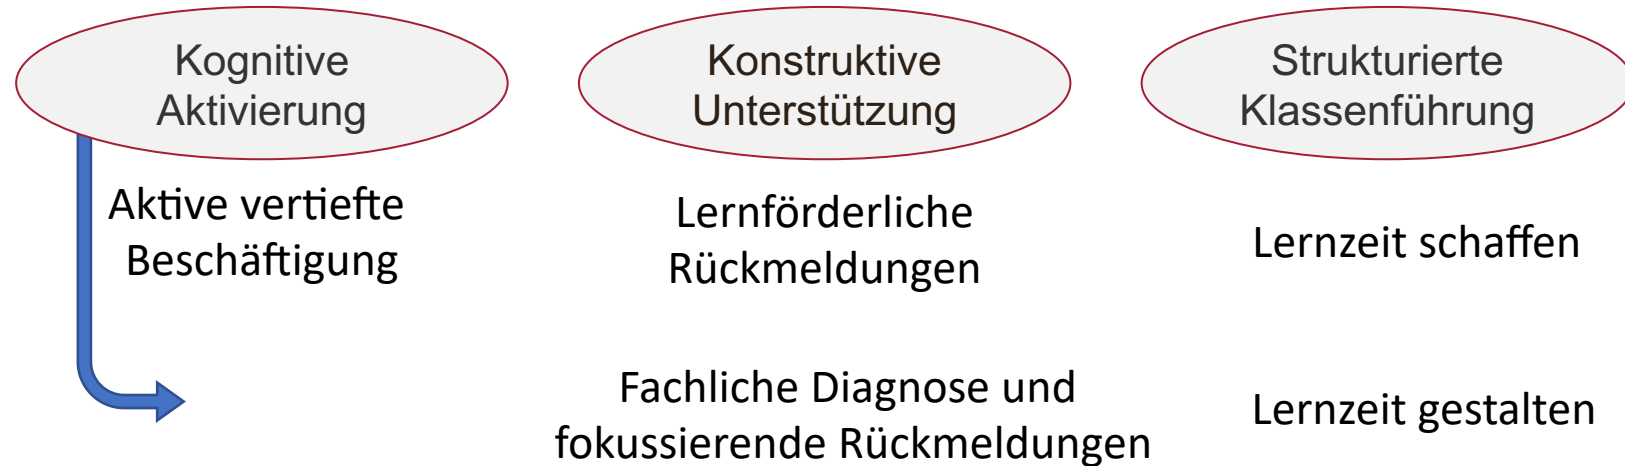 Kognitive
Aktivierung
Aktive vertiefte
Beschäftigung
Konstruktive
Unterstützung
Lernförderliche
Rückmeldungen
Fachliche Diagnose und
fokussierende Rückmeldungen
Strukturierte
Klassenführung
Lernzeit schaffen
Lernzeit gestalten